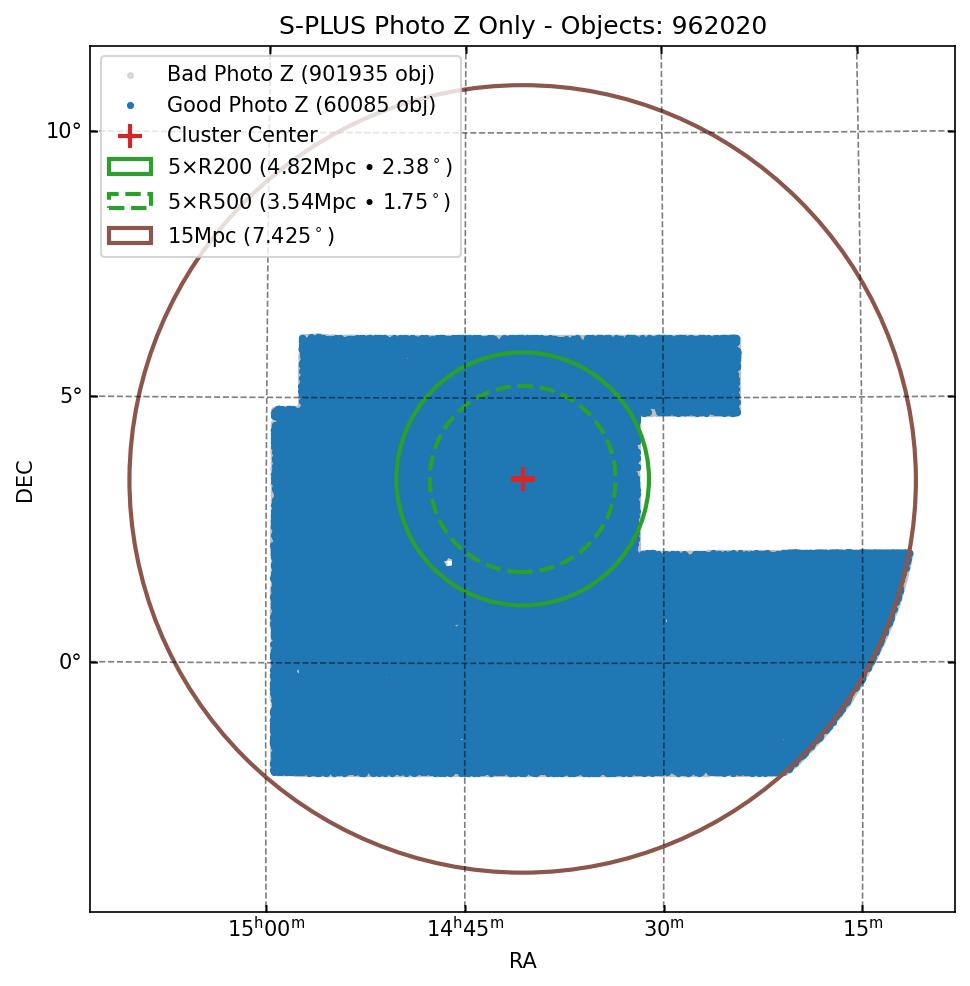 S-PLUS Photo Z Only - Objects: 962020
Bad Photo Z (901935 obj)
Good Photo Z (60085 obj)
Cluster Center
5×R200 (4.82Mpc • 2.38°)
5×R500 (3.54Mpc • 1.75°)
15Mpc (7.425°)
10°
5°
0°
DEC
15ʰ00ᵐ 14ʰ45ᵐ 30ᵐ 15ᵐ
RA